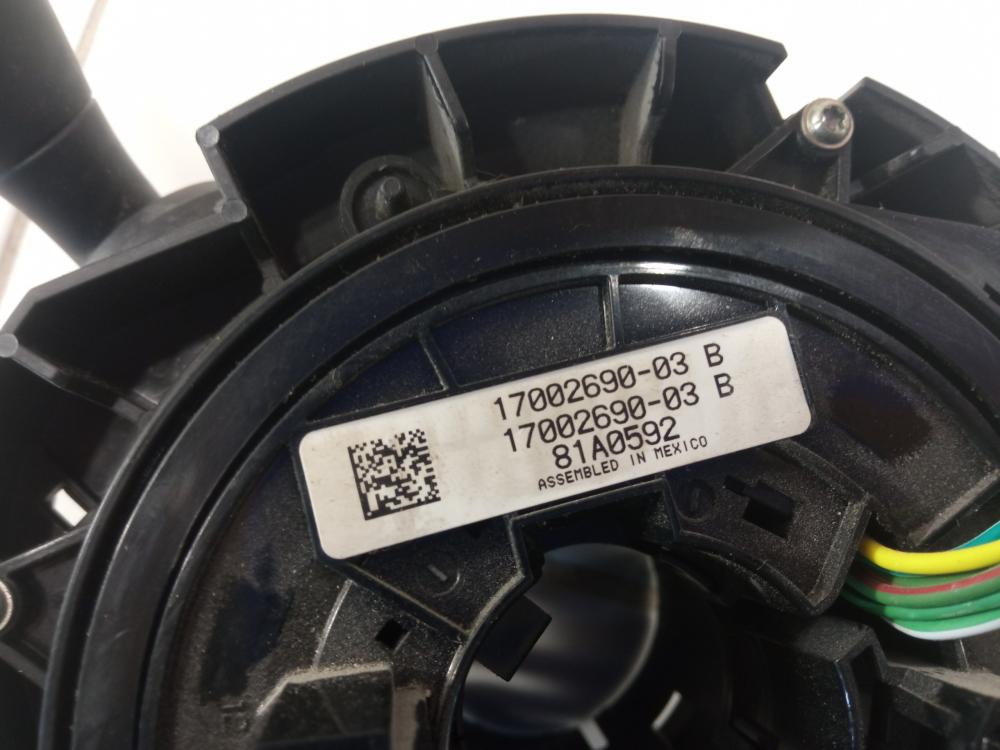 17002690-03 B
17002690-03 B
81A0592
ASSEMBLED IN MEXICO